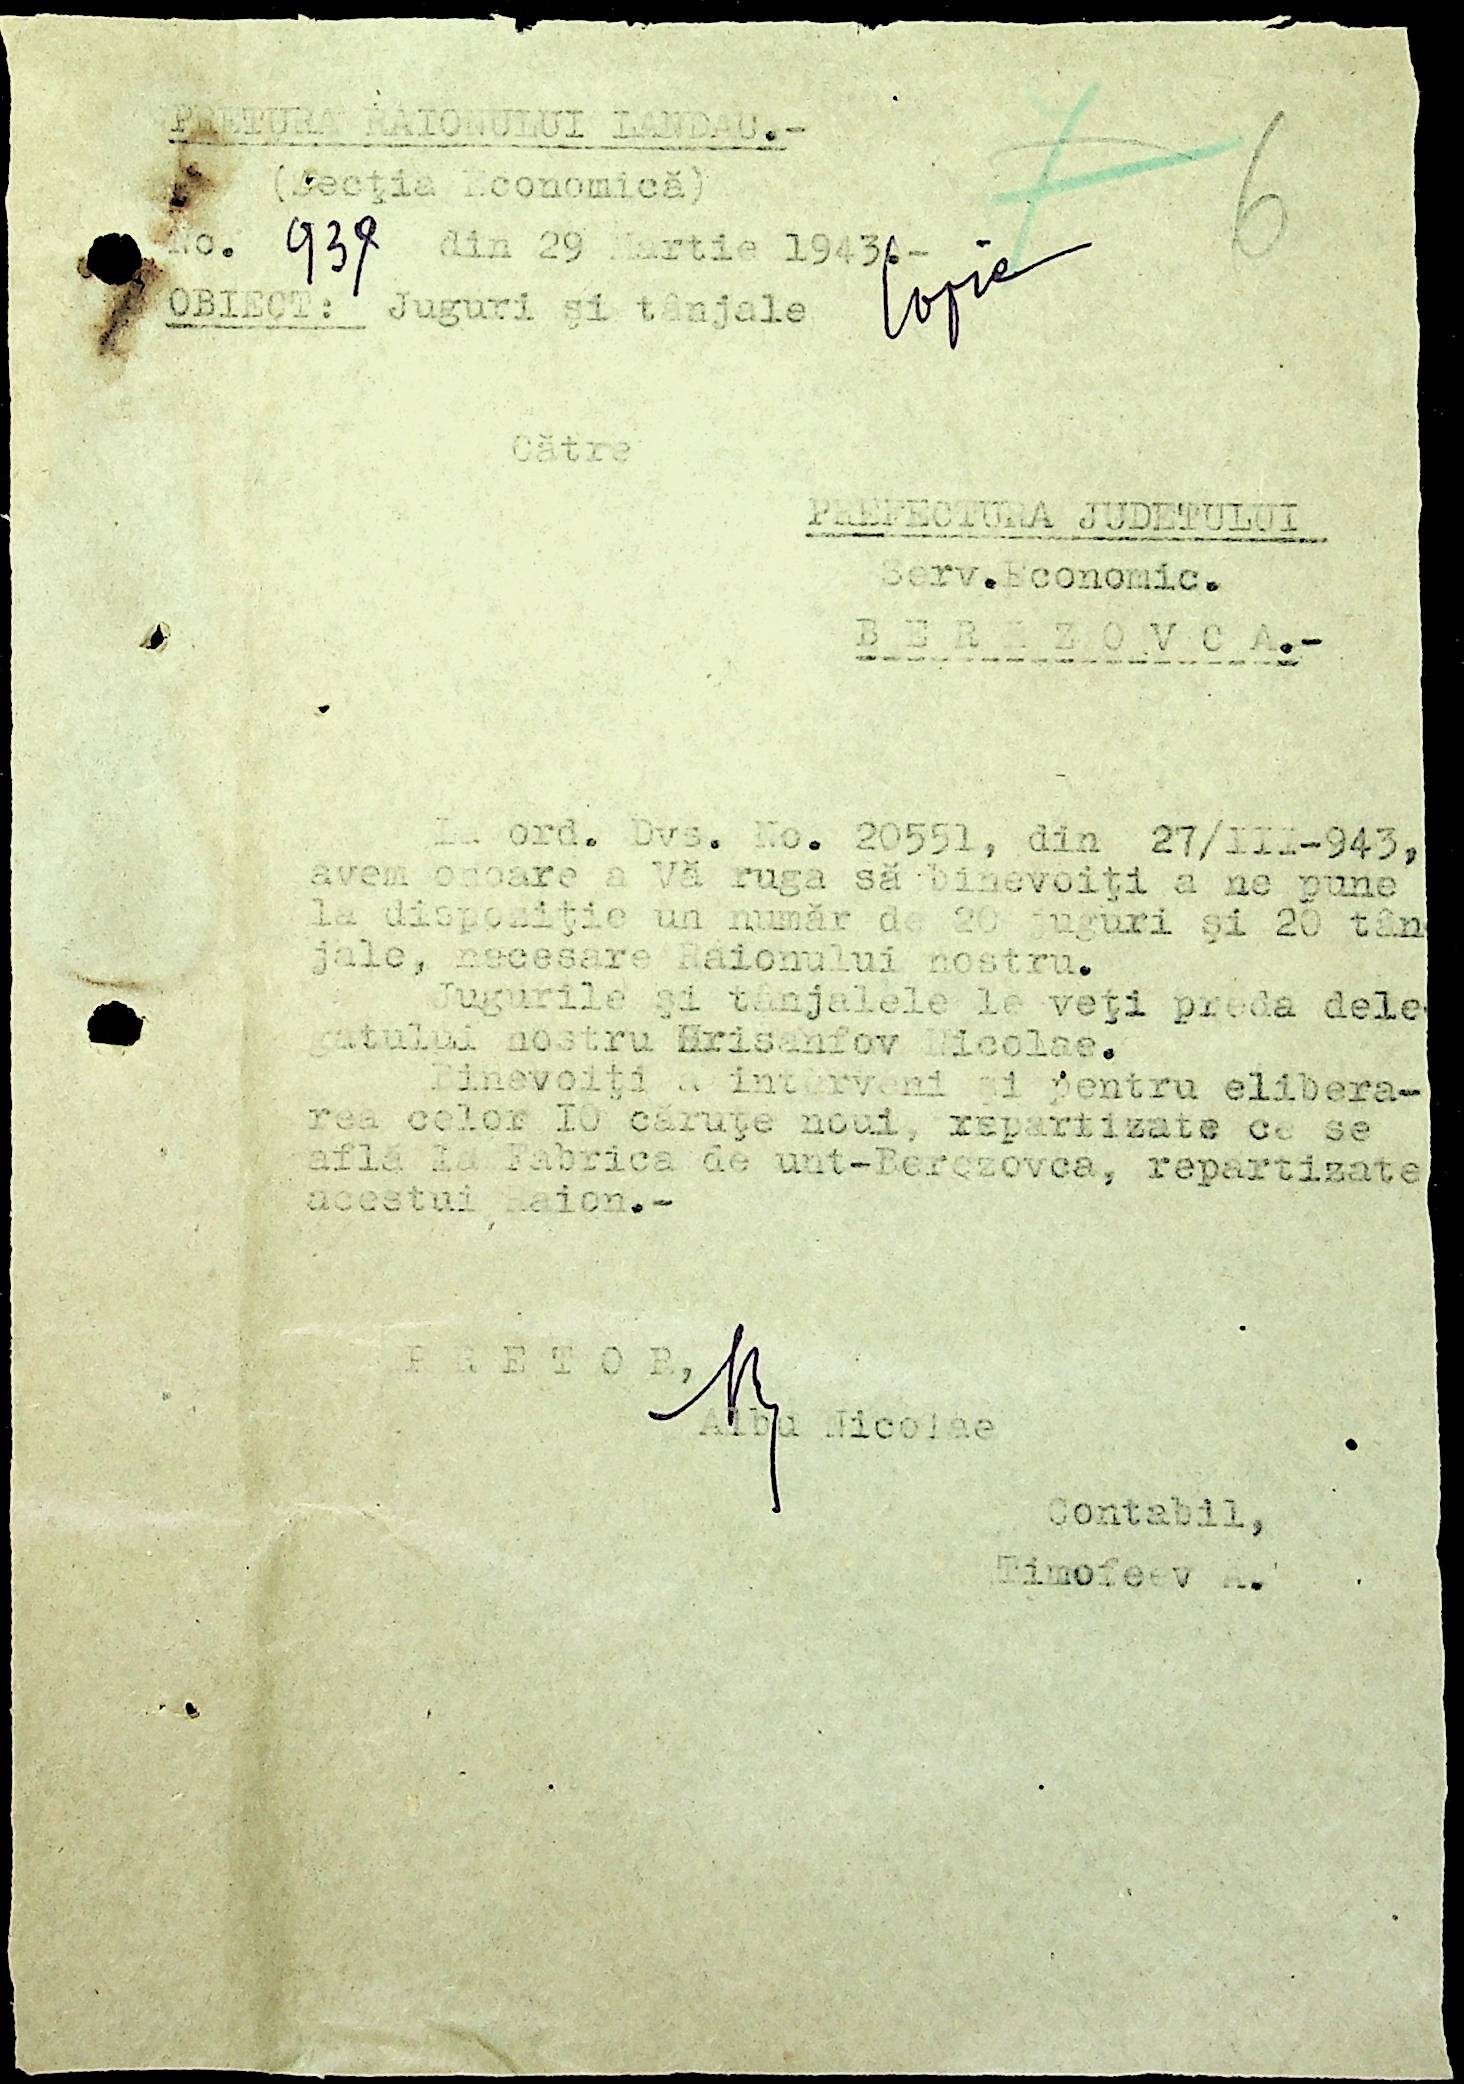 7 6
PRETURA RAIONULUI LANDAU.-
(Secţia Economică)
No. 939 din 29 Martie 1943.-
Copie
OBIECT: Juguri şi tânjale
Către
PREFECTURA JUDETULUI
Serv.Economic.
B E R E Z O V C A.-
La ord. Dvs. No. 20551, din 27/III-943,
avem onoare a Vă ruga să binevoiţi a ne pune
la dispoziţie un număr de 20 juguri şi 20 tân
jale, necesare Raionului nostru.
Jugurile şi tânjalele le veţi preda dele-
gatului nostru Hrisanfov Nicolae.
Binevoiţi a interveni şi pentru elibera-
rea celor IO căruţe noui, repartizate ce se
află la Fabrica de unt-Berezovca, repartizate
acestui Raion.-
P R E T O R,
Albu Nicolae
Contabil,
Timofeev A.